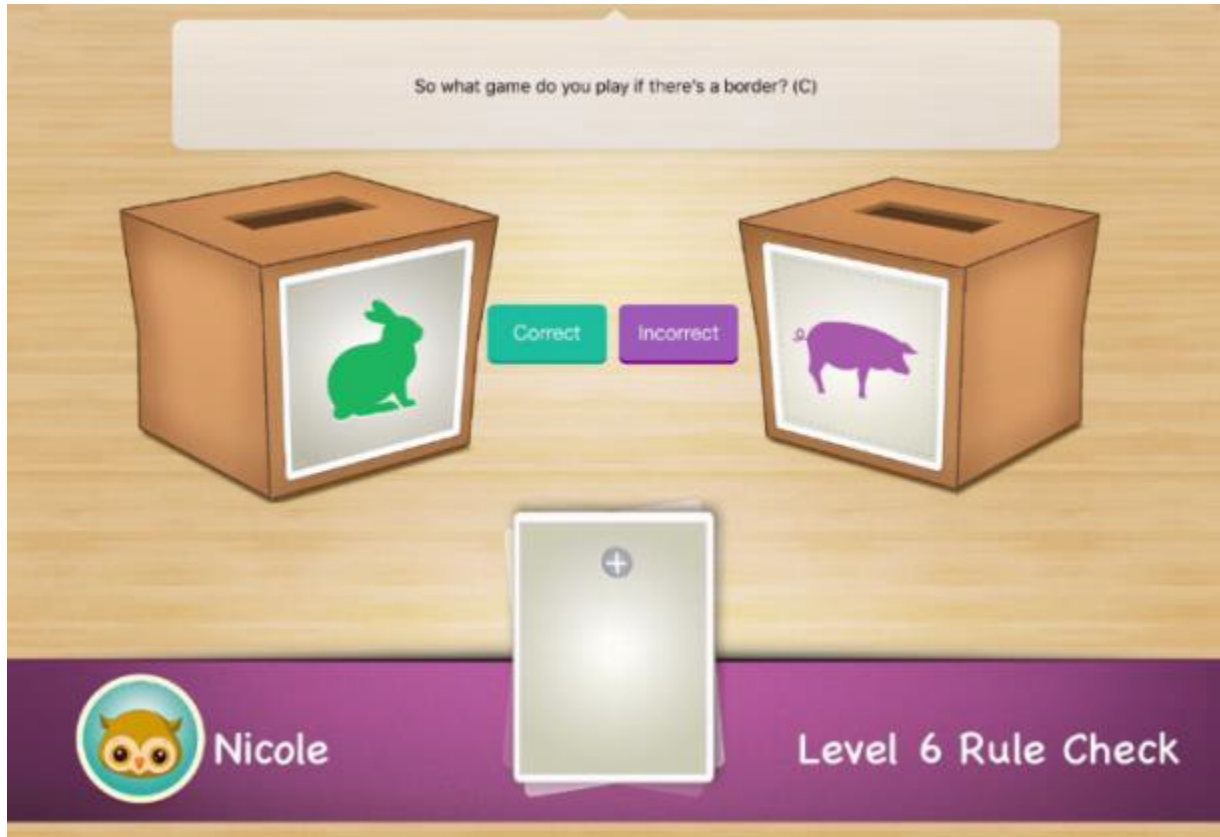 So what game do you play if there's a border? (C)
Correct
Incorrect
Nicole
Level 6 Rule Check